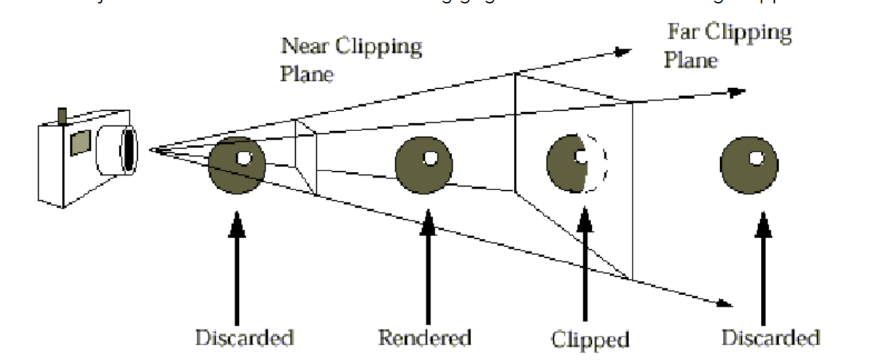 Near Clipping
Plane
Far Clipping
Plane
Discarded
Rendered
Clipped
Discarded